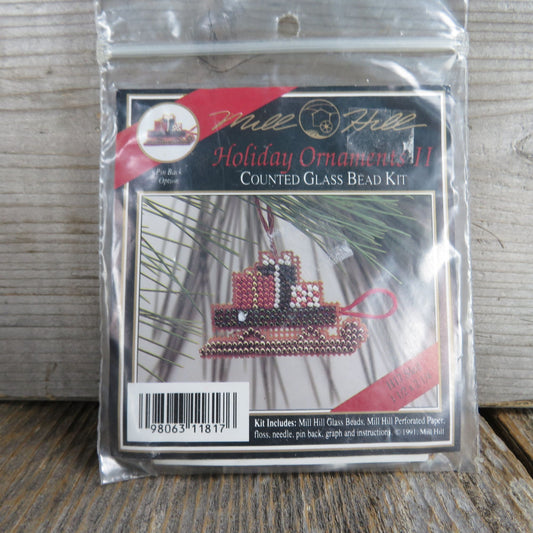 Mill Hill
Holiday Ornaments II
COUNTED GLASS BEAD KIT
Pin Back
Option
98063 11817
Kit Includes: Mill Hill Glass Beads, Mill Hill Perforated Paper,
floss, needle, pin back, graph and instructions. © 1991, Mill Hill